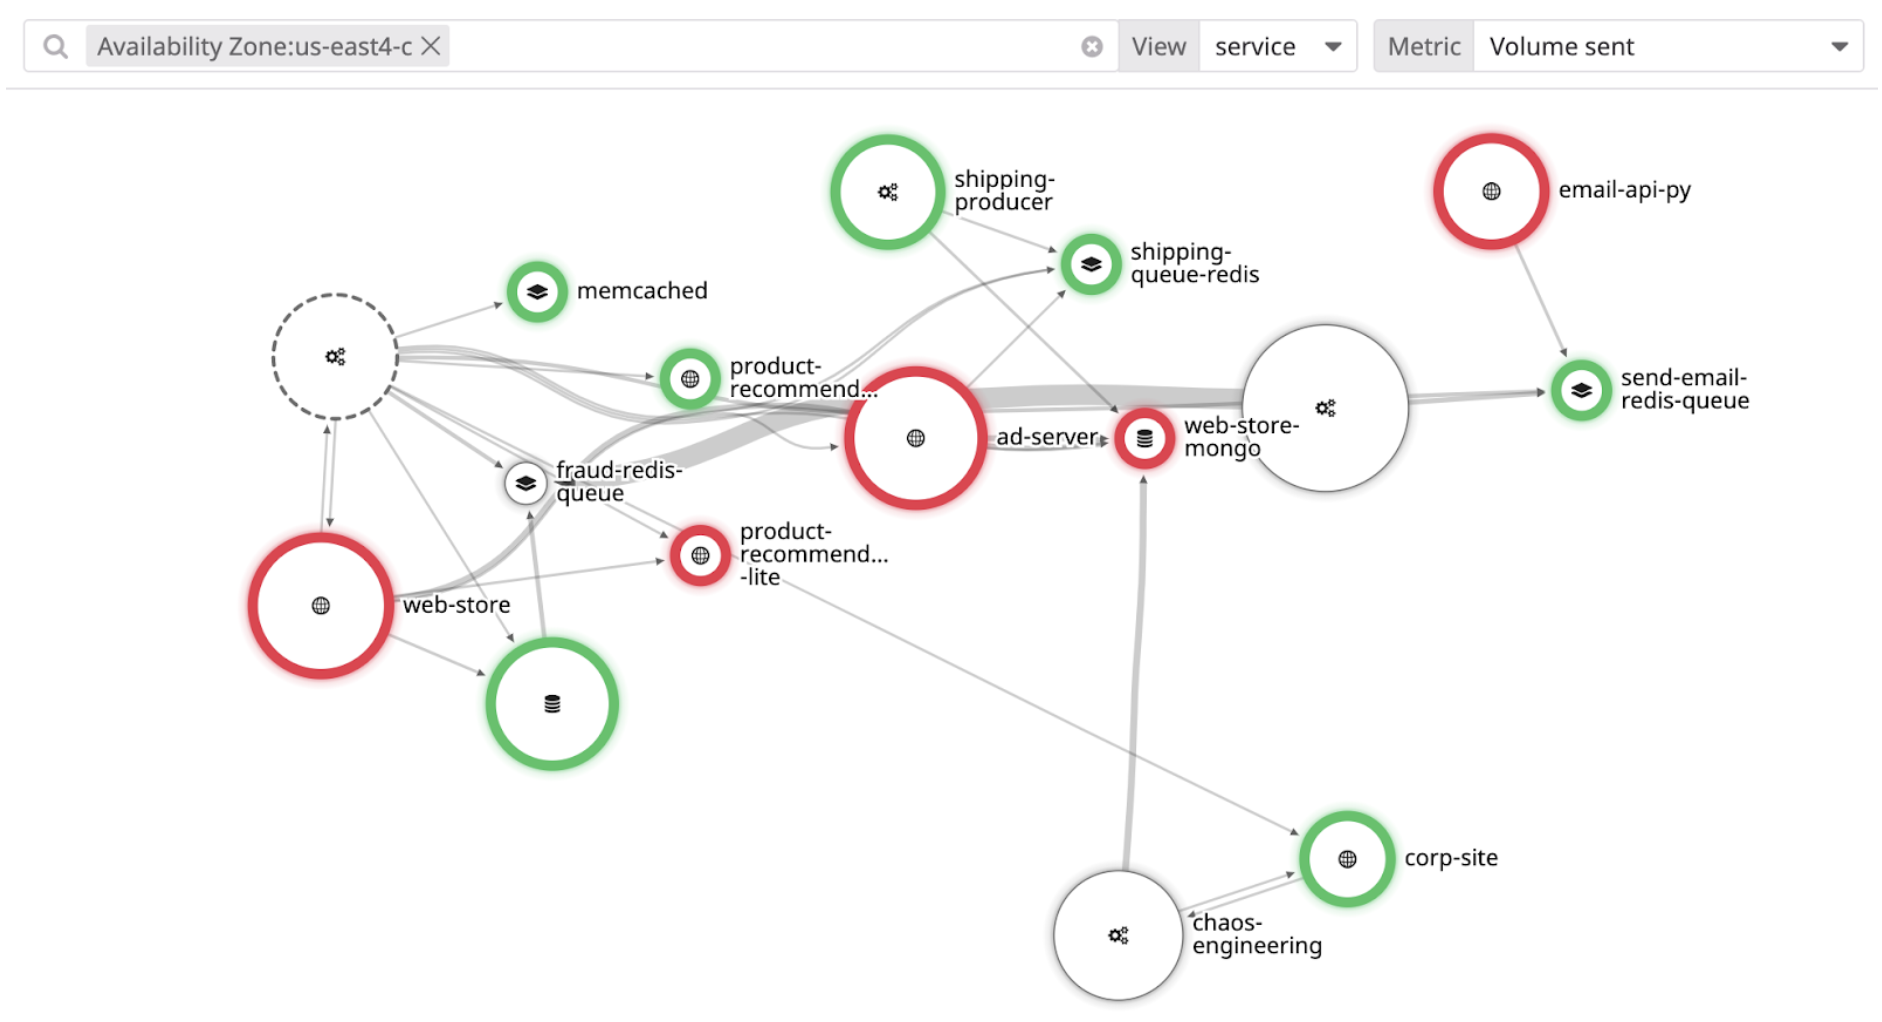 Availability Zone:us-east4-c
View
service
Metric
Volume sent
shipping-
producer
email-api-py
shipping-
queue-redis
memcached
product-
recommend...
send-email-
redis-queue
ad-server
web-store-
mongo
fraud-redis-
queue
product-
recommend...
-lite
web-store
corp-site
chaos-
engineering